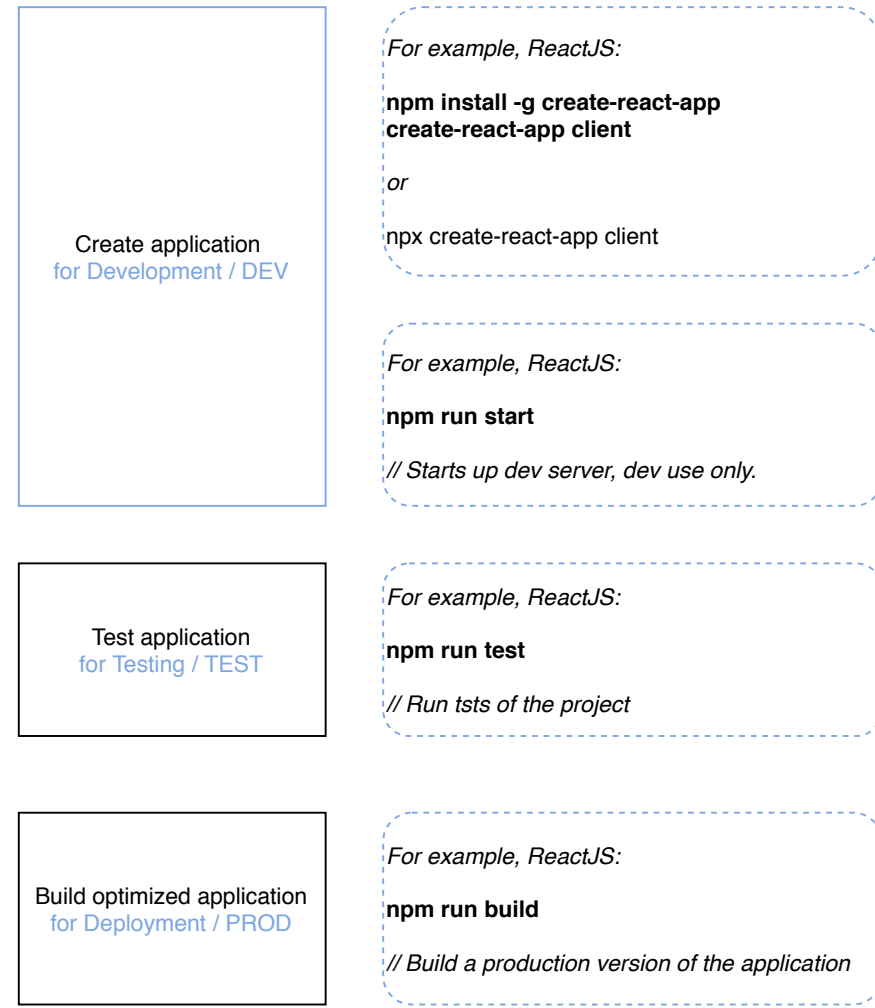 For example, ReactJS:
npm install -g create-react-app
create-react-app client
or
npx create-react-app client
Create application
for Development / DEV
For example, ReactJS:
npm run start
// Starts up dev server, dev use only.
Test application
for Testing / TEST
For example, ReactJS:
npm run test
// Run tsts of the project
Build optimized application
for Deployment / PROD
For example, ReactJS:
npm run build
// Build a production version of the application